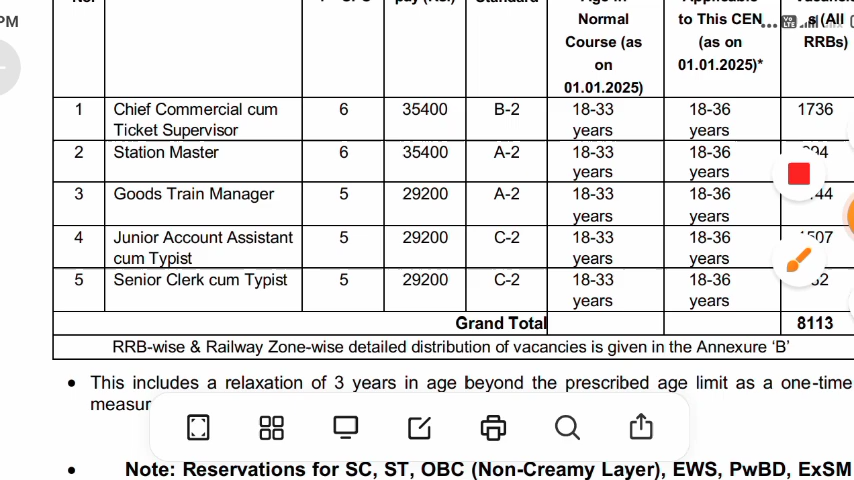 PM
Normal to This CEN s (All
Course (as (as on RRBs)
on 01.01.2025)*
01.01.2025)
1 Chief Commercial cum 6 35400 B-2 18-33 18-36 1736
Ticket Supervisor years years
2 Station Master 6 35400 A-2 18-33 18-36
years years
3 Goods Train Manager 5 29200 A-2 18-33 18-36
years years
4 Junior Account Assistant 5 29200 C-2 18-33 18-36
cum Typist years years
5 Senior Clerk cum Typist 5 29200 C-2 18-33 18-36
years years
Grand Total 8113
RRB-wise & Railway Zone-wise detailed distribution of vacancies is given in the Annexure ‘B’
• This includes a relaxation of 3 years in age beyond the prescribed age limit as a one-time
measur
• Note: Reservations for SC, ST, OBC (Non-Creamy Layer), EWS, PwBD, ExSM